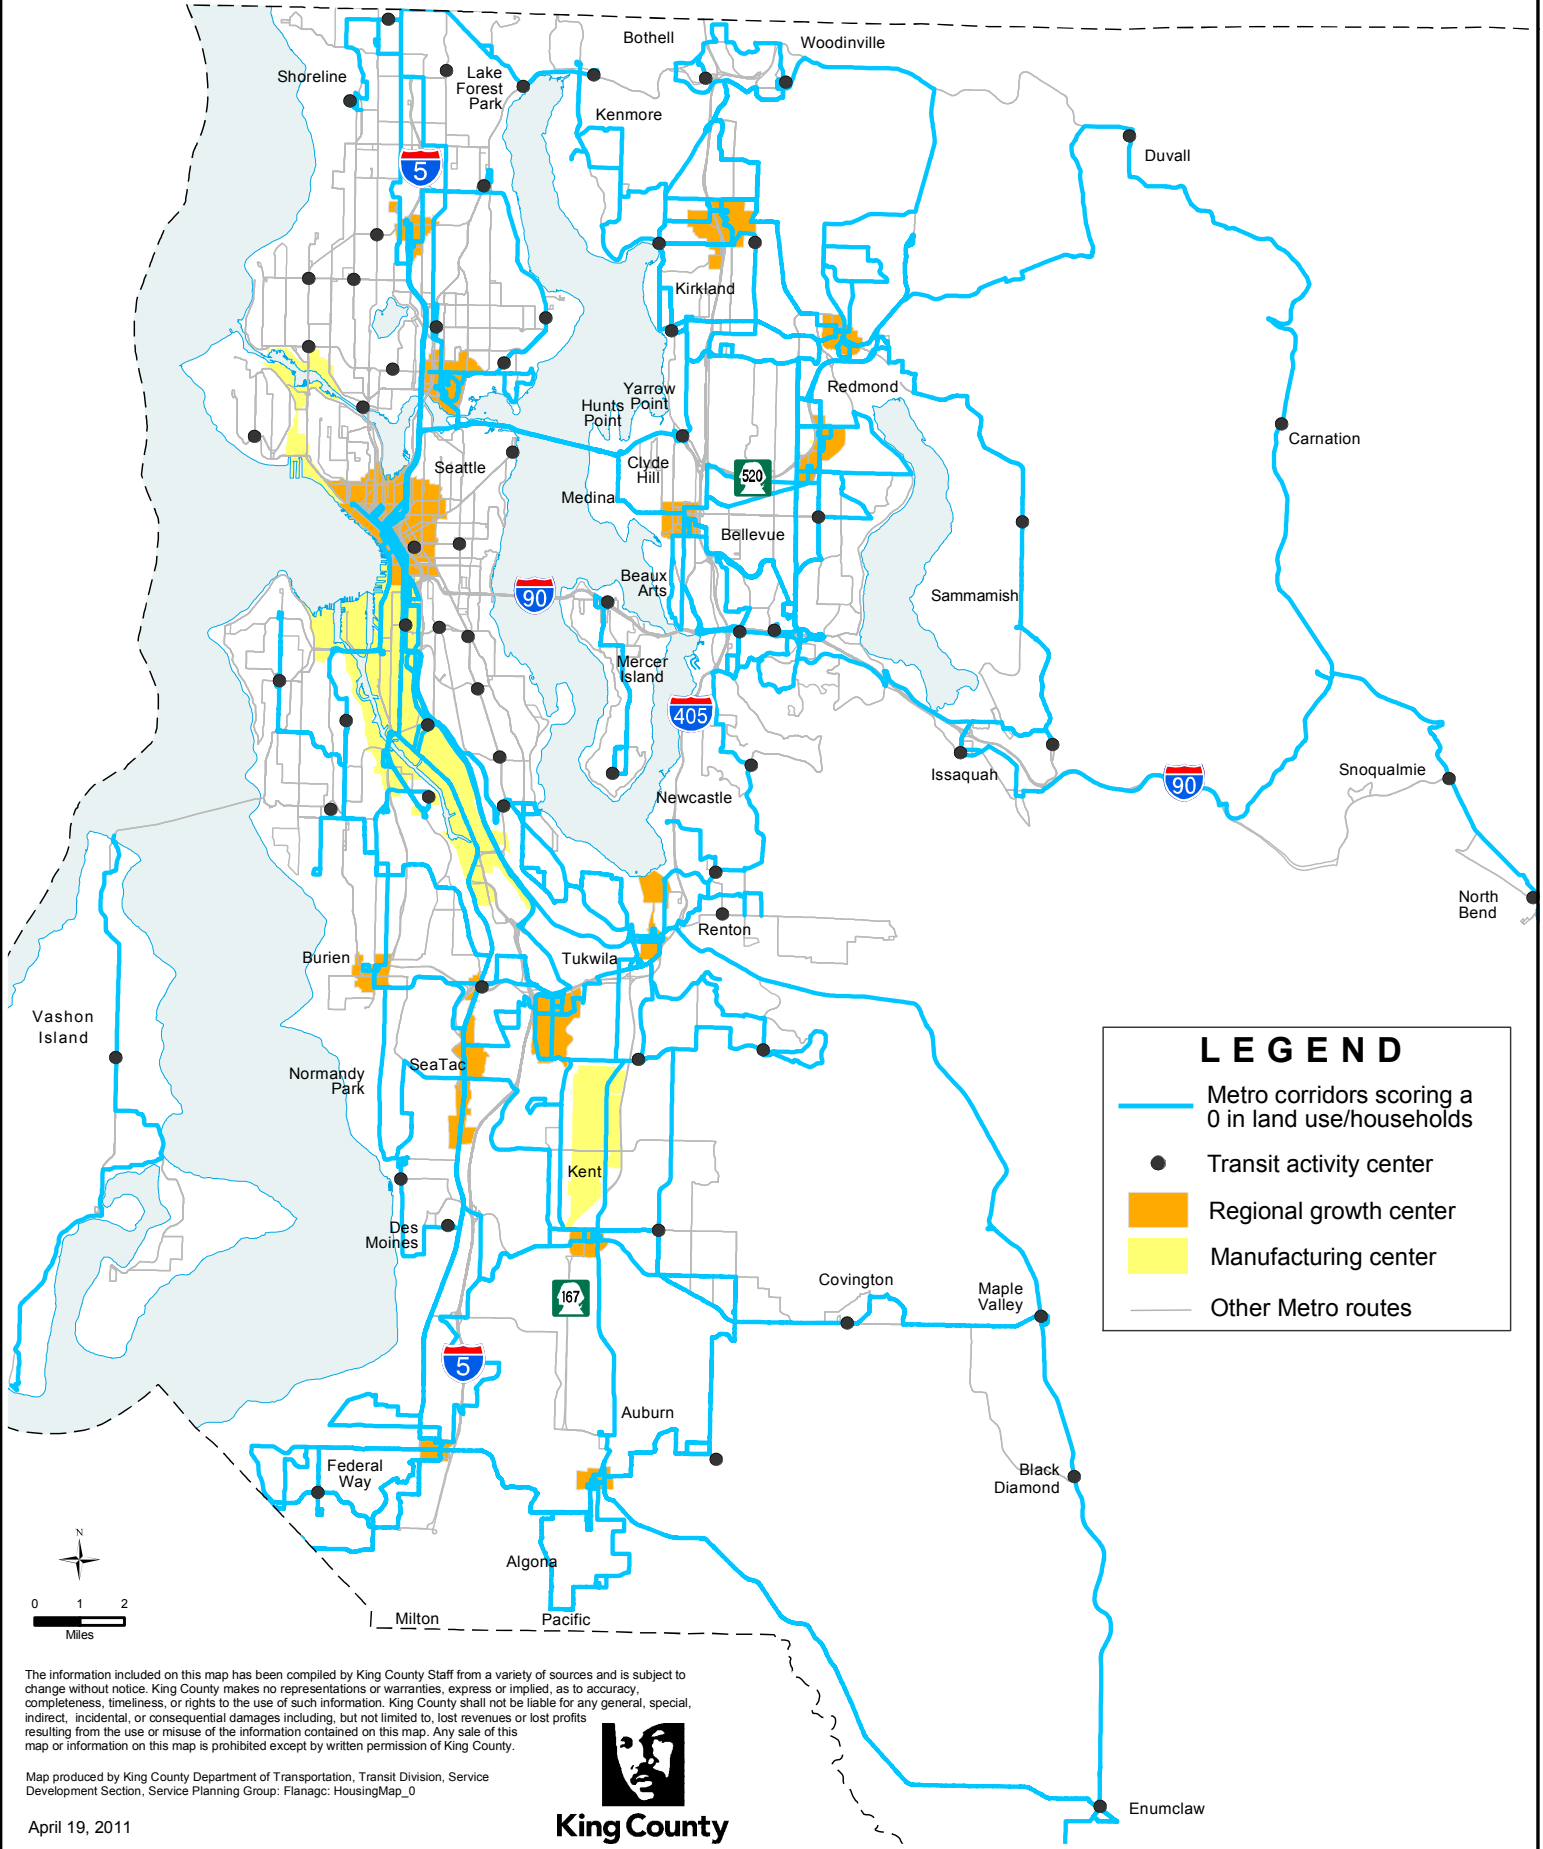 Bothell
Woodinville
Shoreline
Lake
Forest
Park
Kenmore
Duvall
5
Kirkland
Redmond
Yarrow
Point
Hunts
Point
Carnation
Seattle
Clyde
Hill
520
Medina
Bellevue
Beaux
Arts
90
Sammamish
Mercer
Island
405
Issaquah
90
Snoqualmie
Newcastle
North
Bend
Renton
Burien
Tukwila
Vashon
Island
SeaTac
Normandy
Park
LEGEND
Metro corridors scoring a
0 in land use/households
Transit activity center
Regional growth center
Manufacturing center
Other Metro routes
Kent
Des
Moines
167
Covington
Maple
Valley
5
Auburn
Federal
Way
Black
Diamond
N
Algona
0 1 2
Miles
Milton
Pacific
The information included on this map has been compiled by King County Staff from a variety of sources and is subject to
change without notice. King County makes no representations or warranties, express or implied, as to accuracy,
completeness, timeliness, or rights to the use of such information. King County shall not be liable for any general, special,
indirect, incidental, or consequential damages including, but not limited to, lost revenues or lost profits
resulting from the use or misuse of the information contained on this map. Any sale of this
map or information on this map is prohibited except by written permission of King County.
Map produced by King County Department of Transportation, Transit Division, Service
Development Section, Service Planning Group: Flanagc: HousingMap_0
April 19, 2011
King County
Enumclaw